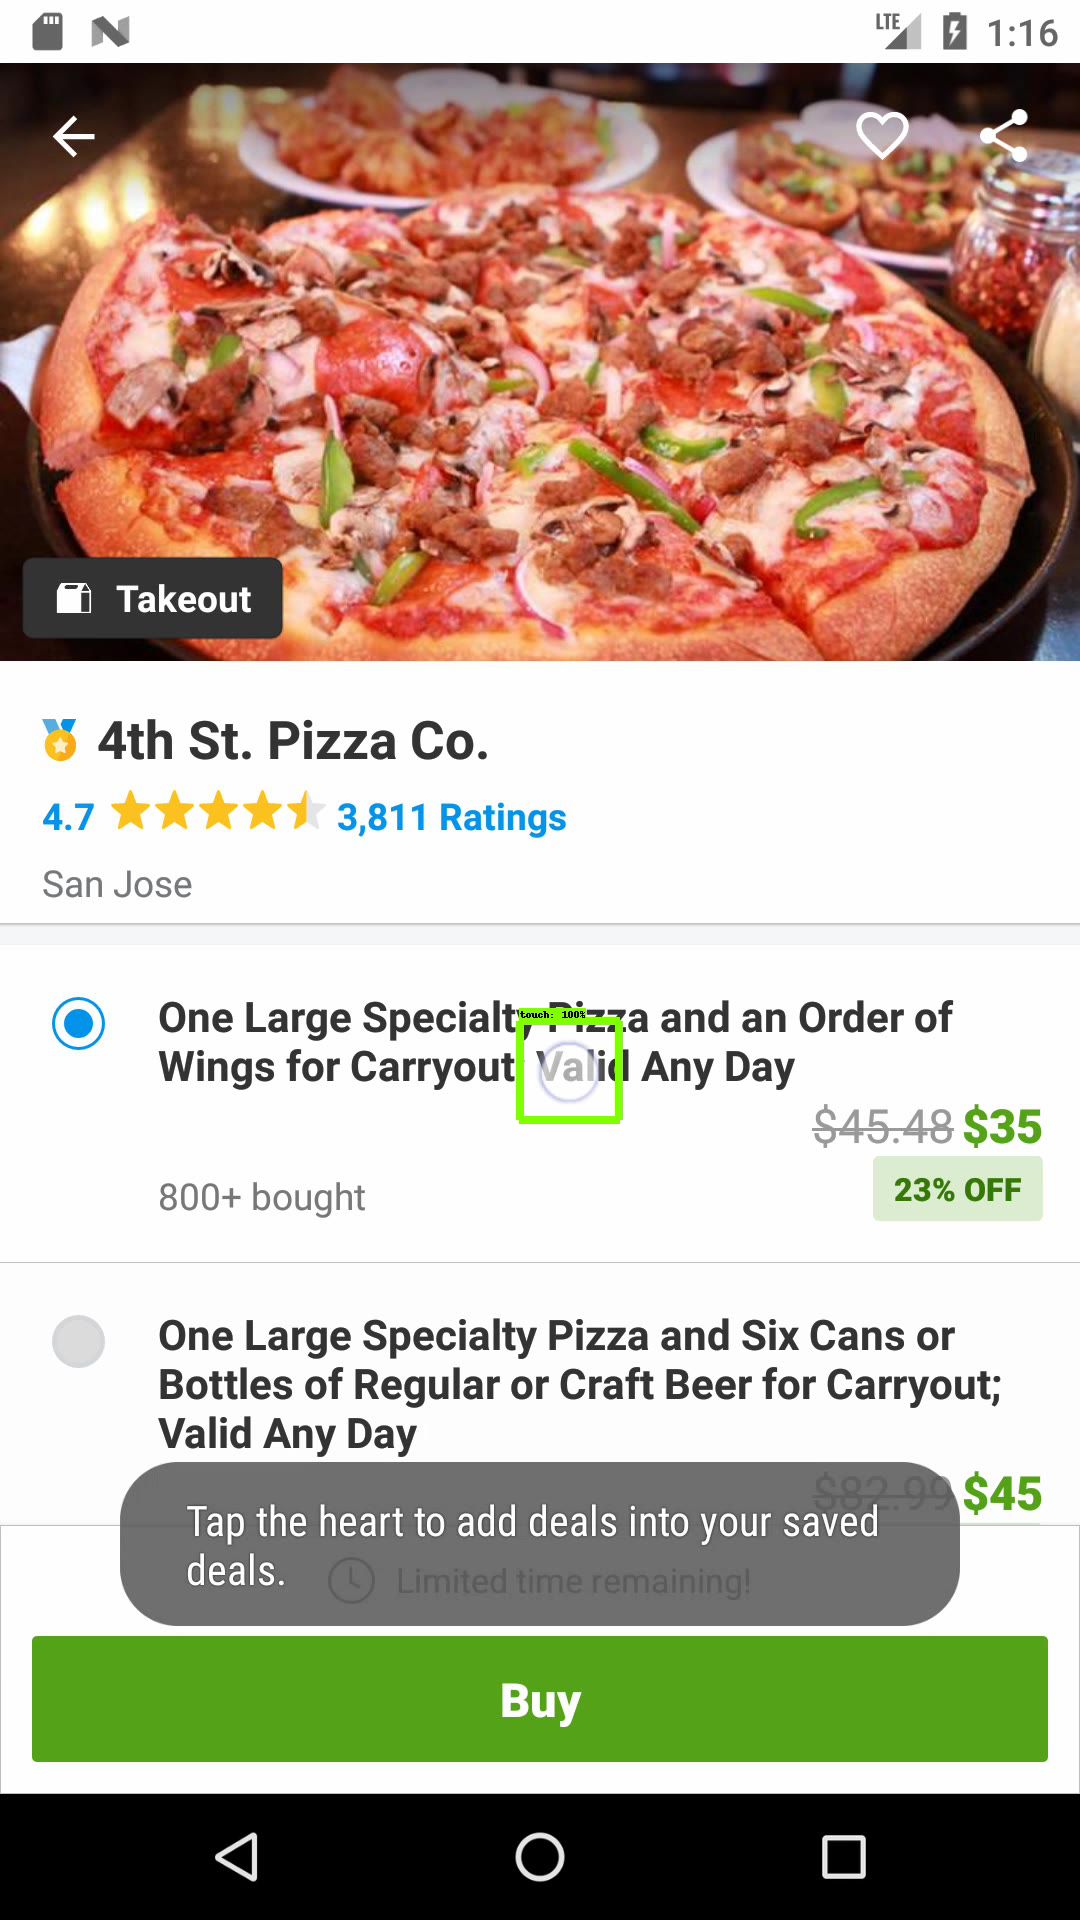 LTE 1:16
Takeout
4th St. Pizza Co.
4.7 3,811 Ratings
San Jose
One Large Specialty Pizza and an Order of
touch: 100%
Wings for Carryout; Valid Any Day
$45.48 $35
800+ bought
23% OFF
One Large Specialty Pizza and Six Cans or
Bottles of Regular or Craft Beer for Carryout;
Valid Any Day
$82.99 $45
Tap the heart to add deals into your saved
deals.
Limited time remaining!
Buy